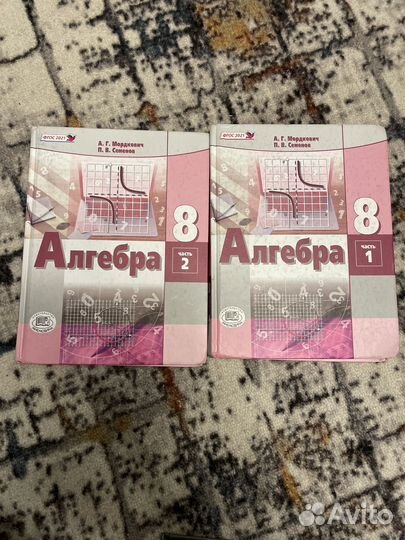 ФГОС 2021
А. Г. Мордкович
П. В. Семенов
8
Алгебра
часть
2
ФГОС 2021
А. Г. Мордкович
П. В. Семенов
8
Алгебра
часть
1
Avito